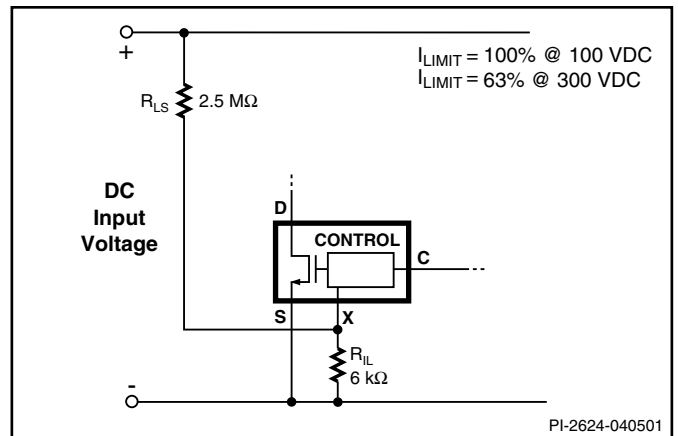 +
I_LIMIT = 100% @ 100 VDC
I_LIMIT = 63% @ 300 VDC
R_LS 2.5 MΩ
DC
Input
Voltage
D
CONTROL
C
S
X
R_IL
6 kΩ
-
PI-2624-040501